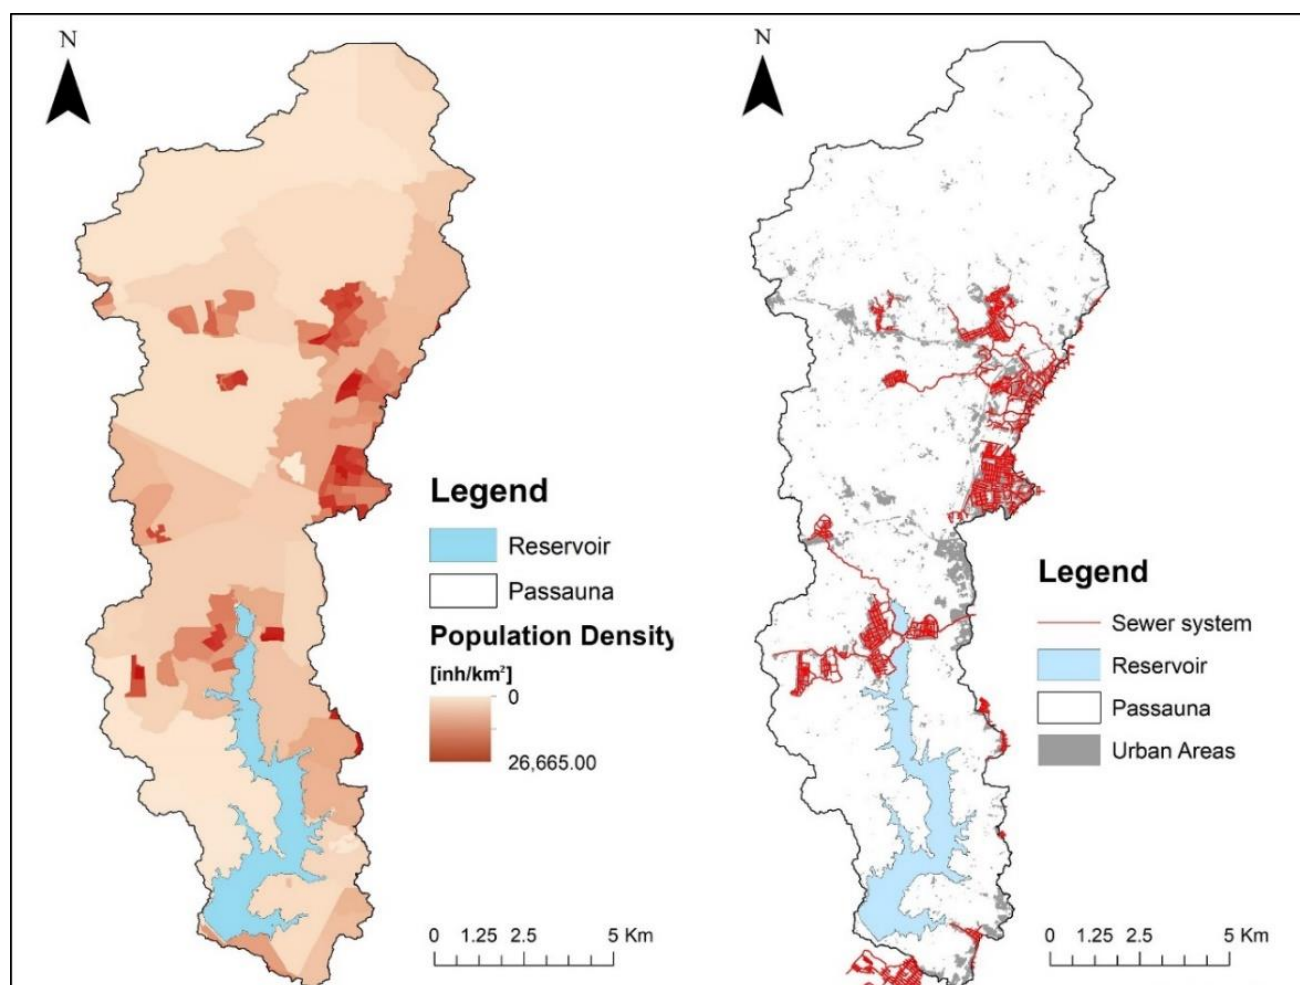 N
Legend
Reservoir
Passauna
Population Density
[inh/km²]
0
26,665.00
0 1.25 2.5 5 Km
N
Legend
Sewer system
Reservoir
Passauna
Urban Areas
0 1.25 2.5 5 Km